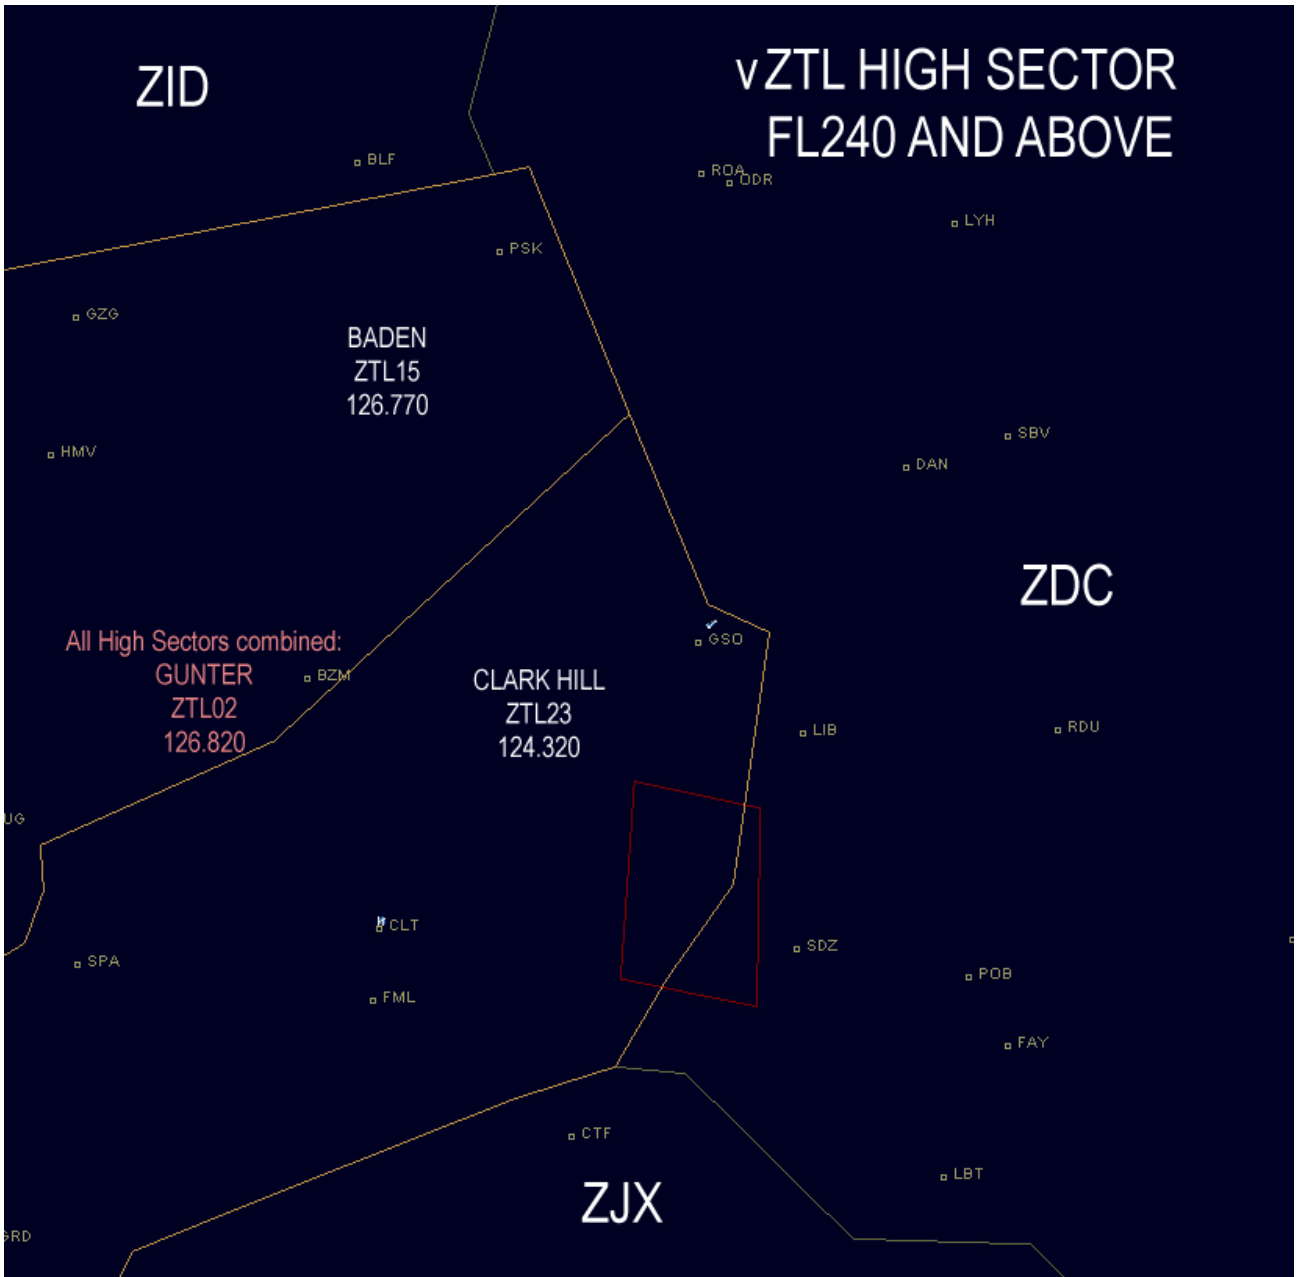 ZID
vZTL HIGH SECTOR
FL240 AND ABOVE
BLF
ROA
ODR
LYH
PSK
GZG
BADEN
ZTL15
126.770
HMV
SBV
DAN
ZDC
All High Sectors combined:
GUNTER
ZTL02
126.820
BZM
GSO
CLARK HILL
ZTL23
124.320
LIB
RDU
UG
CLT
SPA
SDZ
POB
FML
FAY
CTF
LBT
ZJX
GRD